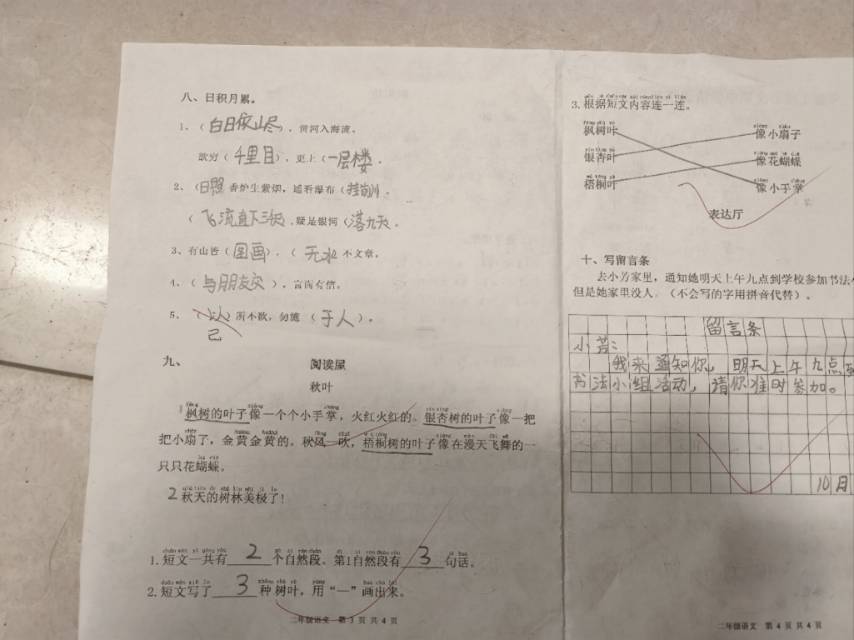 八、日积月累。
1、（白日依山尽），黄河入海流。
欲穷（千里目），更上（一层楼）。
2、（日照）香炉生紫烟，遥看瀑布（挂前川）。
（飞流直下三千尺），疑是银河（落九天）。
3、有山皆（图画），（无水）不文章。
4、（与朋友交），言而有信。
5、（以）所不欲，勿施（于人）。
己
九、 阅读屋
秋叶
1枫树的叶子像一个个小手掌，火红火红的。银杏树的叶子像一把
把小扇了，金黄金黄的。秋风一吹，梧桐树的叶子像在漫天飞舞的一
只只花蝴蝶。
2秋天的树林美极了！
1.短文一共有 2 个自然段。第1自然段有 3 句话。
2.短文写了 3 种树叶，用“—”画出来。
二年级语文 第 3 页 共 4 页
3.根据短文内容连一连。
枫树叶 像小扇子
银杏叶 像花蝴蝶
梧桐叶 像小手掌
表达厅
十、写留言条
去小芳家里，通知她明天上午九点到学校参加书法
但是她家里没人。（不会写的字用拼音代替）。
留言条
小芳：
我来通知你，明天上午九点
书法小组活动，请你准时参加。
10月
二年级语文 第 4 页 共 4 页